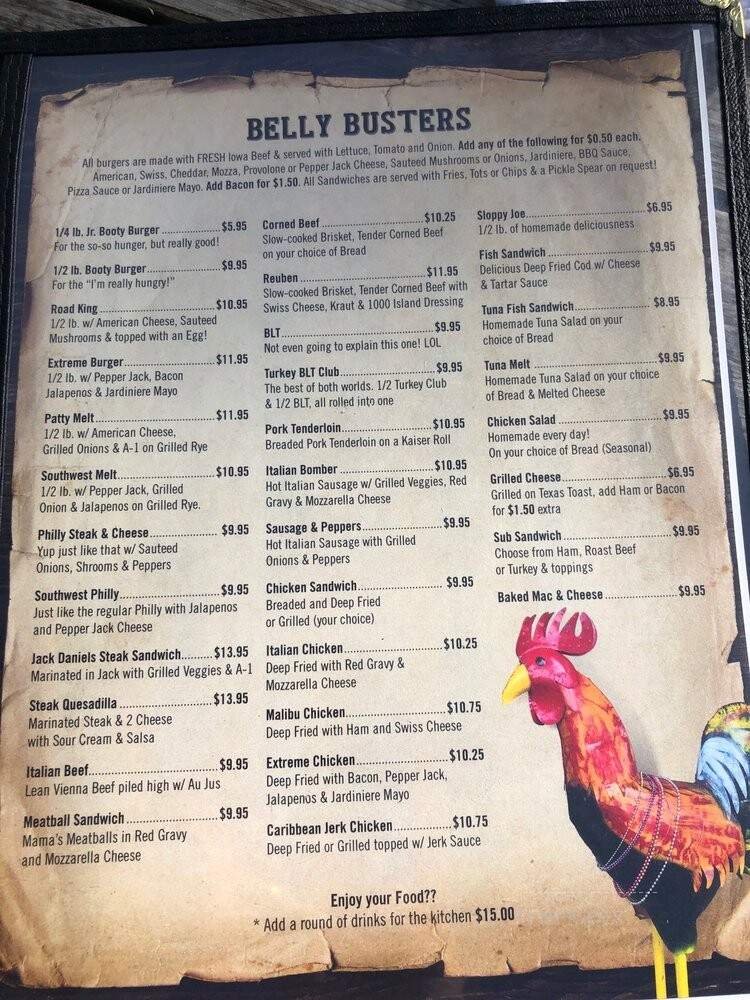 BELLY BUSTERS
All burgers are made with FRESH Iowa Beef & served with Lettuce, Tomato and Onion. Add any of the following for $0.50 each.
American, Swiss, Cheddar, Mozza, Provolone or Pepper Jack Cheese, Sauteed Mushrooms or Onions, Jardiniere, BBQ Sauce,
Pizza Sauce or Jardiniere Mayo. Add Bacon for $1.50. All Sandwiches are served with Fries, Tots or Chips & a Pickle Spear on request!
1/4 lb. Jr. Booty Burger ................ $5.95
For the so-so hunger, but really good!
1/2 lb. Booty Burger........................ $9.95
For the "I'm really hungry!"
Road King .............................. $10.95
1/2 lb. w/ American Cheese, Sauteed
Mushrooms & topped with an Egg!
Extreme Burger........................ $11.95
1/2 lb. w/ Pepper Jack, Bacon
Jalapenos & Jardiniere Mayo
Patty Melt.............................. $11.95
1/2 lb. w/ American Cheese,
Grilled Onions & A-1 on Grilled Rye
Southwest Melt........................ $10.95
1/2 lb. w/ Pepper Jack, Grilled
Onion & Jalapenos on Grilled Rye.
Philly Steak & Cheese.................. $9.95
Yup just like that w/ Sauteed
Onions, Shrooms & Peppers
Southwest Philly........................ $9.95
Just like the regular Philly with Jalapenos
and Pepper Jack Cheese
Jack Daniels Steak Sandwich......... $13.95
Marinated in Jack with Grilled Veggies & A-1
Steak Quesadilla ........................ $13.95
Marinated Steak & 2 Cheese
with Sour Cream & Salsa
Italian Beef.............................. $9.95
Lean Vienna Beef piled high w/ Au Jus
Meatball Sandwich ..................... $9.95
Mama's Meatballs in Red Gravy
and Mozzarella Cheese
Corned Beef ........................... $10.25
Slow-cooked Brisket, Tender Corned Beef
on your choice of Bread
Reuben ................................. $11.95
Slow-cooked Brisket, Tender Corned Beef with
Swiss Cheese, Kraut & 1000 Island Dressing
BLT....................................... $9.95
Not even going to explain this one! LOL
Turkey BLT Club........................ $9.95
The best of both worlds. 1/2 Turkey Club
& 1/2 BLT, all rolled into one
Pork Tenderloin........................ $10.95
Breaded Pork Tenderloin on a Kaiser Roll
Italian Bomber ........................ $10.95
Hot Italian Sausage w/ Grilled Veggies, Red
Gravy & Mozzarella Cheese
Sausage & Peppers..................... $9.95
Hot Italian Sausage with Grilled
Onions & Peppers
Chicken Sandwich..................... $9.95
Breaded and Deep Fried
or Grilled (your choice)
Italian Chicken........................ $10.25
Deep Fried with Red Gravy &
Mozzarella Cheese
Malibu Chicken........................ $10.75
Deep Fried with Ham and Swiss Cheese
Extreme Chicken..................... $10.25
Deep Fried with Bacon, Pepper Jack,
Jalapenos & Jardiniere Mayo
Caribbean Jerk Chicken............... $10.75
Deep Fried or Grilled topped w/ Jerk Sauce
Sloppy Joe.............................. $6.95
1/2 lb. of homemade deliciousness
Fish Sandwich ........................ $9.95
Delicious Deep Fried Cod w/ Cheese
& Tartar Sauce
Tuna Fish Sandwich..................... $8.95
Homemade Tuna Salad on your
choice of Bread
Tuna Melt .............................. $9.95
Homemade Tuna Salad on your choice
of Bread & Melted Cheese
Chicken Salad ........................ $9.95
Homemade every day!
On your choice of Bread (Seasonal)
Grilled Cheese........................ $6.95
Grilled on Texas Toast, add Ham or Bacon
for $1.50 extra
Sub Sandwich ........................ $9.95
Choose from Ham, Roast Beef
or Turkey & toppings
Baked Mac & Cheese .................. $9.95
Enjoy your Food??
* Add a round of drinks for the kitchen $15.00